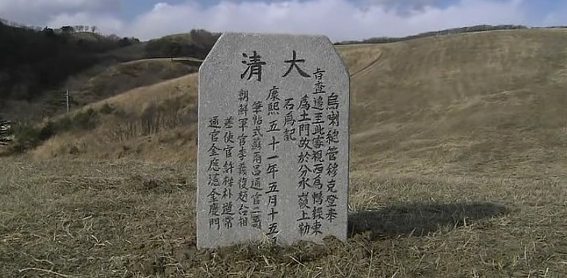 大清
烏喇總管穆克登奉
旨查邊至此審視西爲鴨綠東
爲土門故於分水嶺上勒
石爲記
康熙五十一年五月十五日
筆帖式蘇爾昌通官二哥
朝鮮軍官李義復趙台相
差使官許樑朴道常
通官金應瀗金慶門